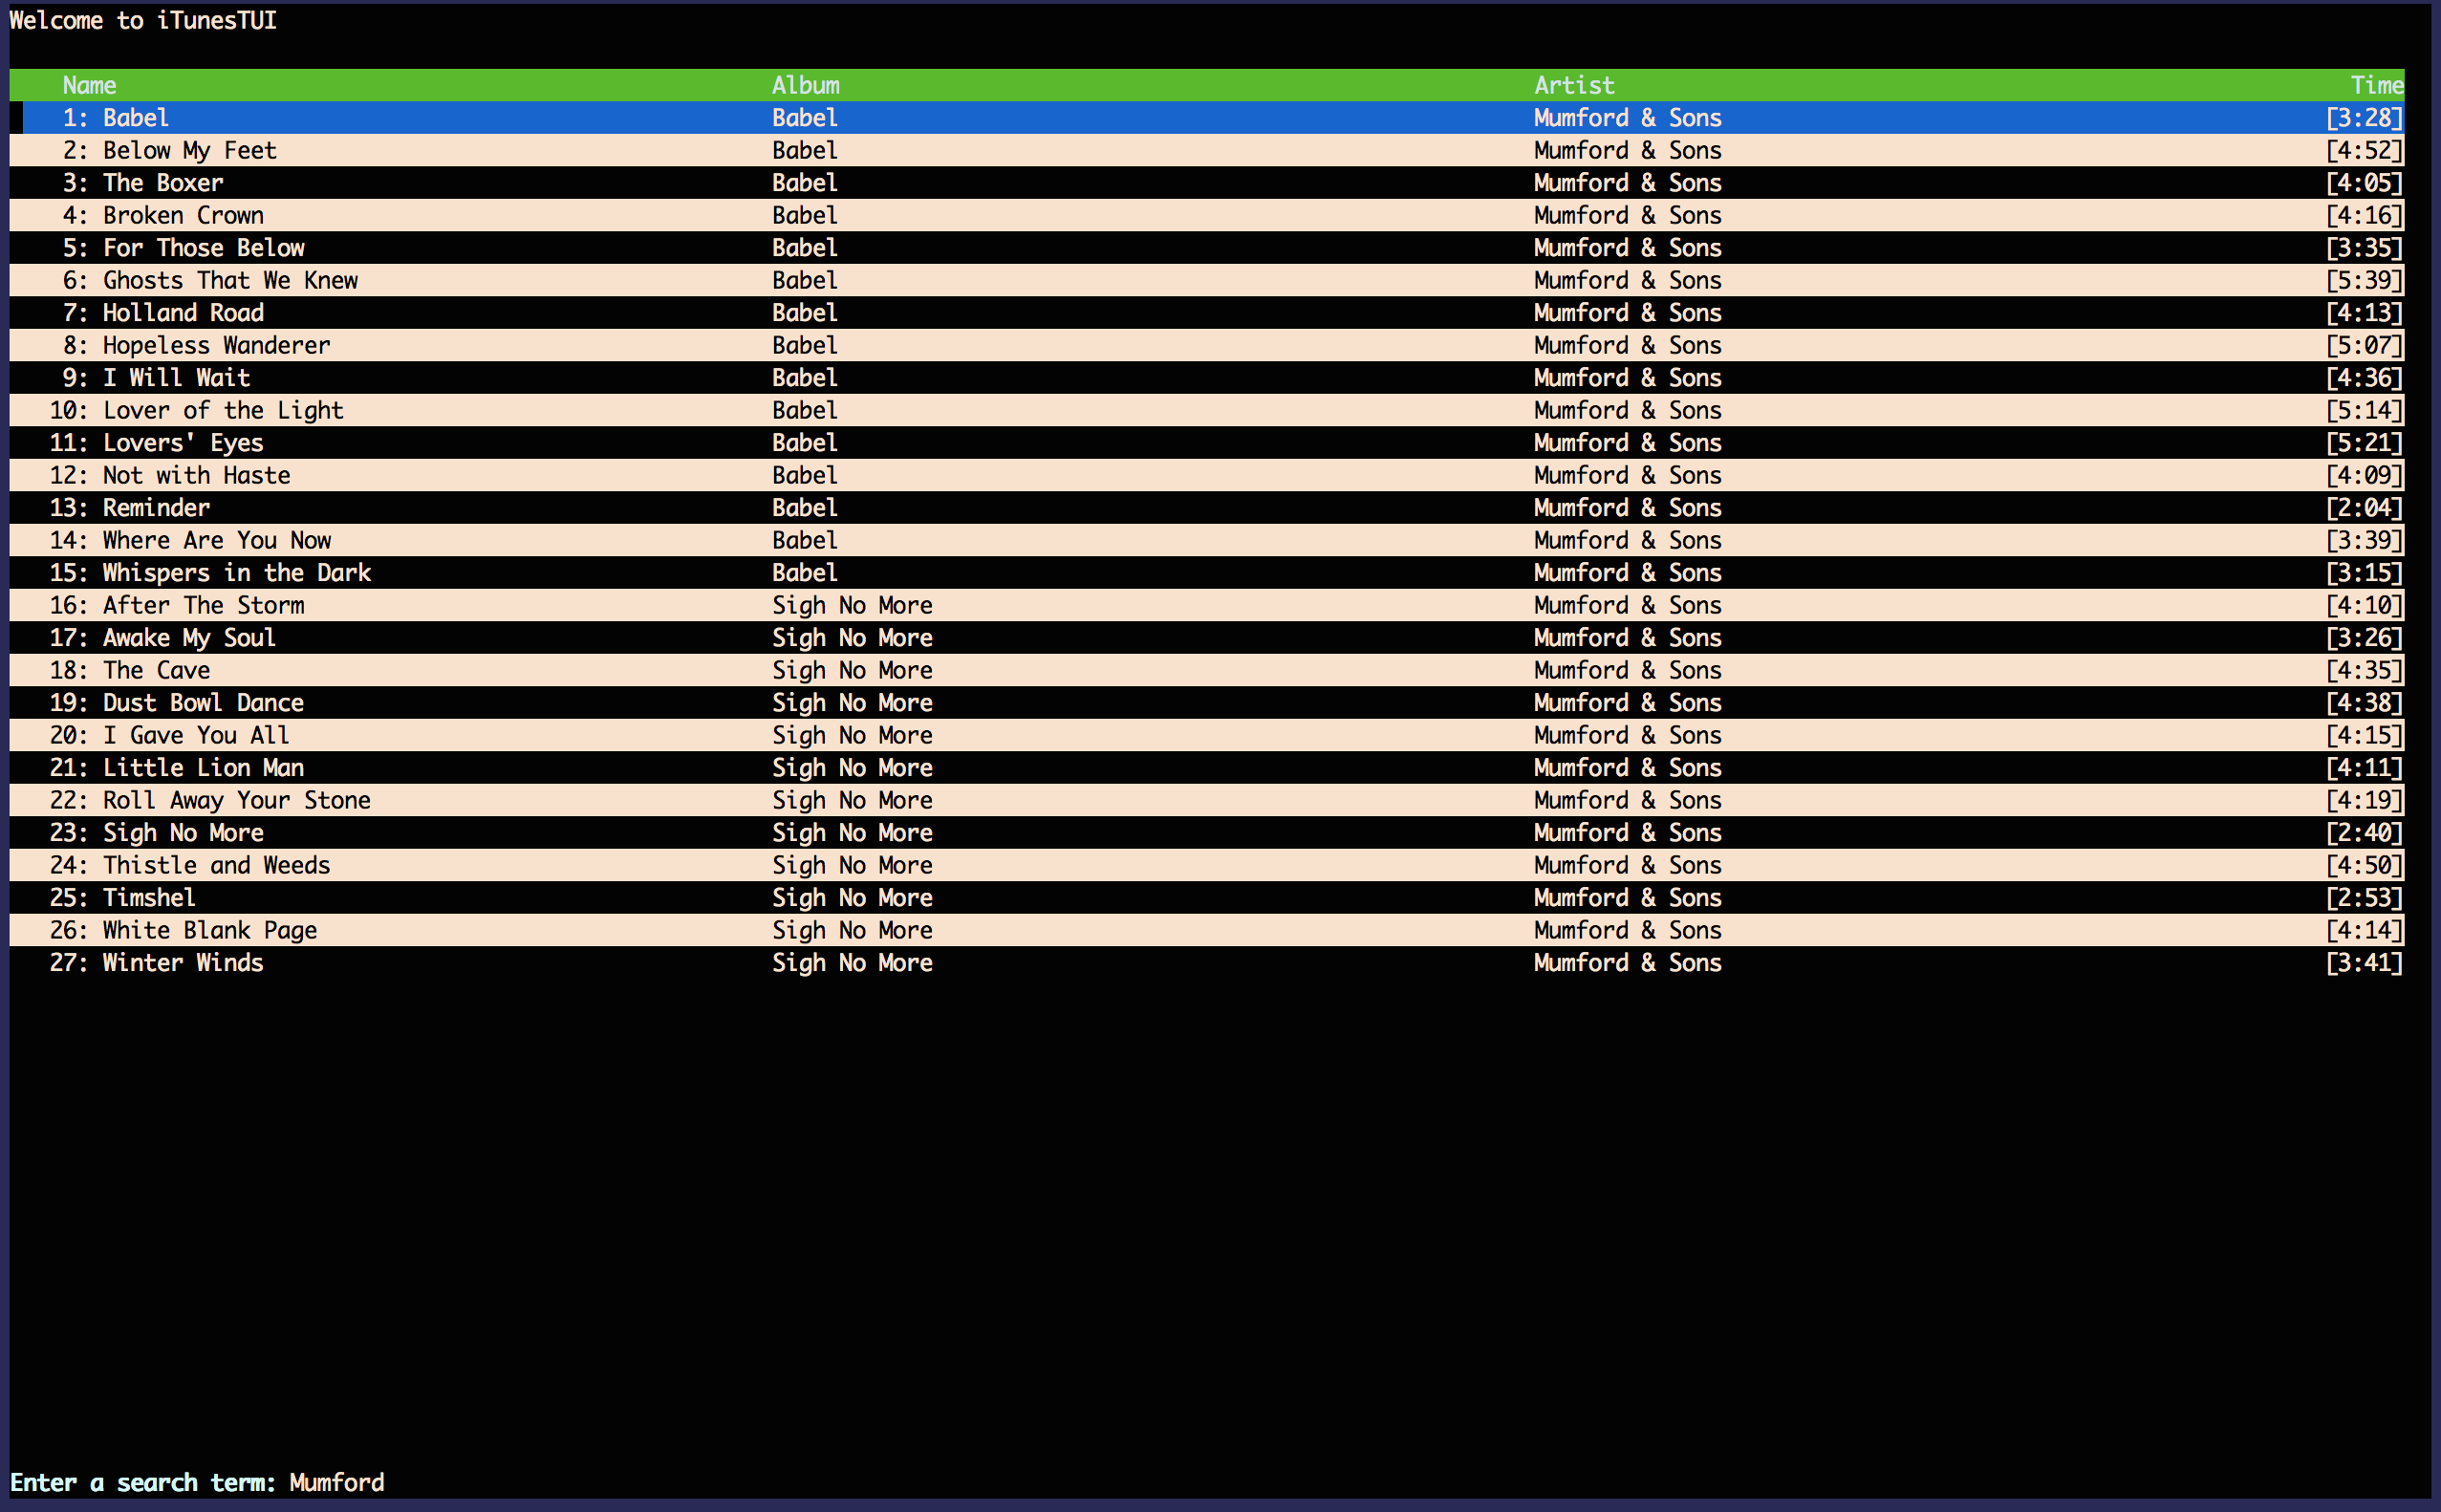 Welcome to iTunesTUI
Name Album Artist Time
1: Babel Babel Mumford & Sons [3:28]
2: Below My Feet Babel Mumford & Sons [4:52]
3: The Boxer Babel Mumford & Sons [4:05]
4: Broken Crown Babel Mumford & Sons [4:16]
5: For Those Below Babel Mumford & Sons [3:35]
6: Ghosts That We Knew Babel Mumford & Sons [5:39]
7: Holland Road Babel Mumford & Sons [4:13]
8: Hopeless Wanderer Babel Mumford & Sons [5:07]
9: I Will Wait Babel Mumford & Sons [4:36]
10: Lover of the Light Babel Mumford & Sons [5:14]
11: Lovers' Eyes Babel Mumford & Sons [5:21]
12: Not with Haste Babel Mumford & Sons [4:09]
13: Reminder Babel Mumford & Sons [2:04]
14: Where Are You Now Babel Mumford & Sons [3:39]
15: Whispers in the Dark Babel Mumford & Sons [3:15]
16: After The Storm Sigh No More Mumford & Sons [4:10]
17: Awake My Soul Sigh No More Mumford & Sons [3:26]
18: The Cave Sigh No More Mumford & Sons [4:35]
19: Dust Bowl Dance Sigh No More Mumford & Sons [4:38]
20: I Gave You All Sigh No More Mumford & Sons [4:15]
21: Little Lion Man Sigh No More Mumford & Sons [4:11]
22: Roll Away Your Stone Sigh No More Mumford & Sons [4:19]
23: Sigh No More Sigh No More Mumford & Sons [2:40]
24: Thistle and Weeds Sigh No More Mumford & Sons [4:50]
25: Timshel Sigh No More Mumford & Sons [2:53]
26: White Blank Page Sigh No More Mumford & Sons [4:14]
27: Winter Winds Sigh No More Mumford & Sons [3:41]
Enter a search term: Mumford